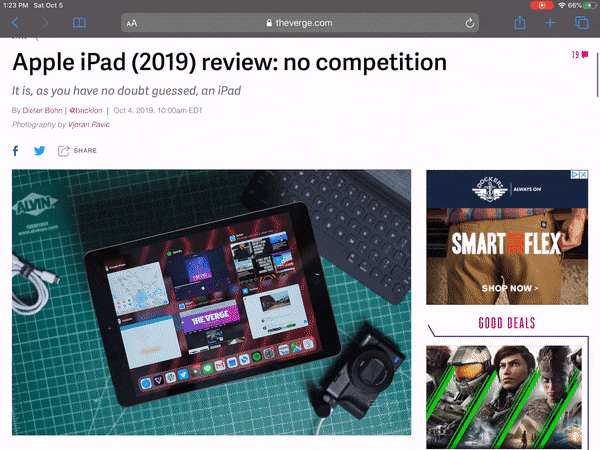 1:23 PM Sat Oct 5
66%
AA
theverge.com
Apple iPad (2019) review: no competition
79
It is, as you have no doubt guessed, an iPad
By Dieter Bohn | @backlon | Oct 4, 2019, 10:00am EDT
Photography by Vjeran Pavic
SHARE
ALVIN
THE VERGE
DOCKERS
ALWAYS ON
SMART FLEX
SHOP NOW >
GOOD DEALS